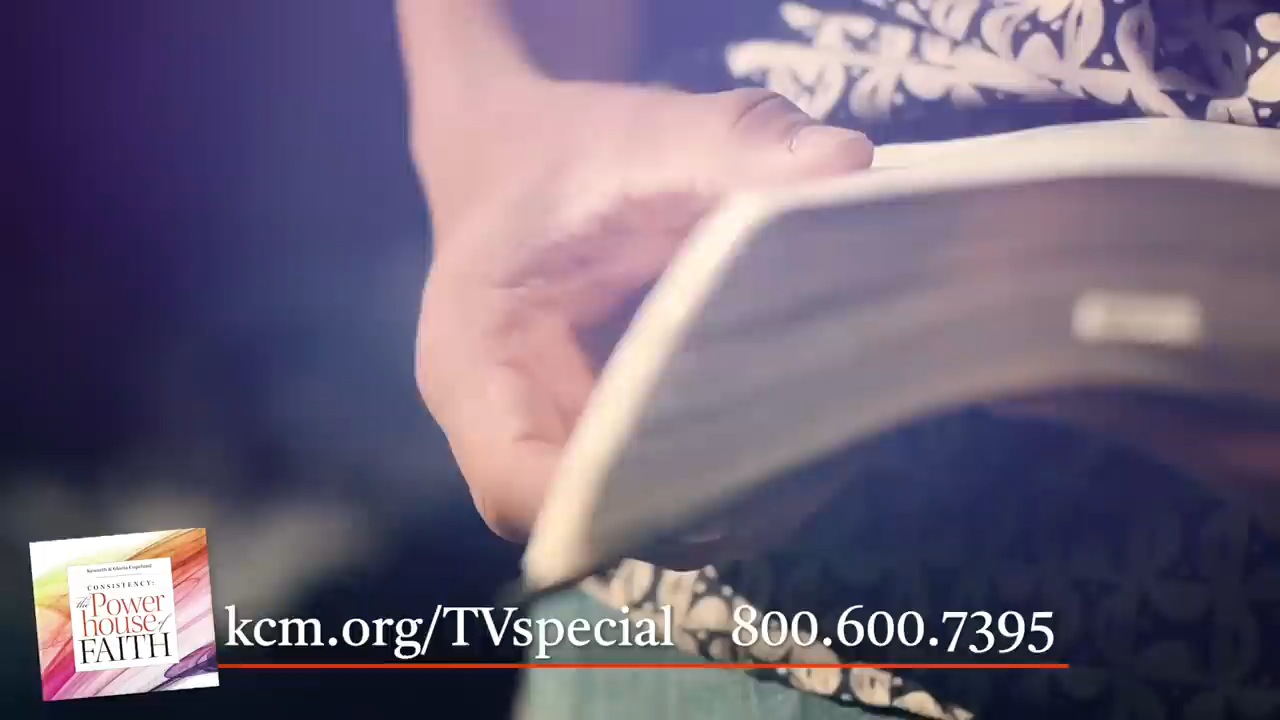 Kenneth & Gloria Copeland
CONSISTENCY:
the Power
house of
FAITH
kcm.org/TVspecial 800.600.7395